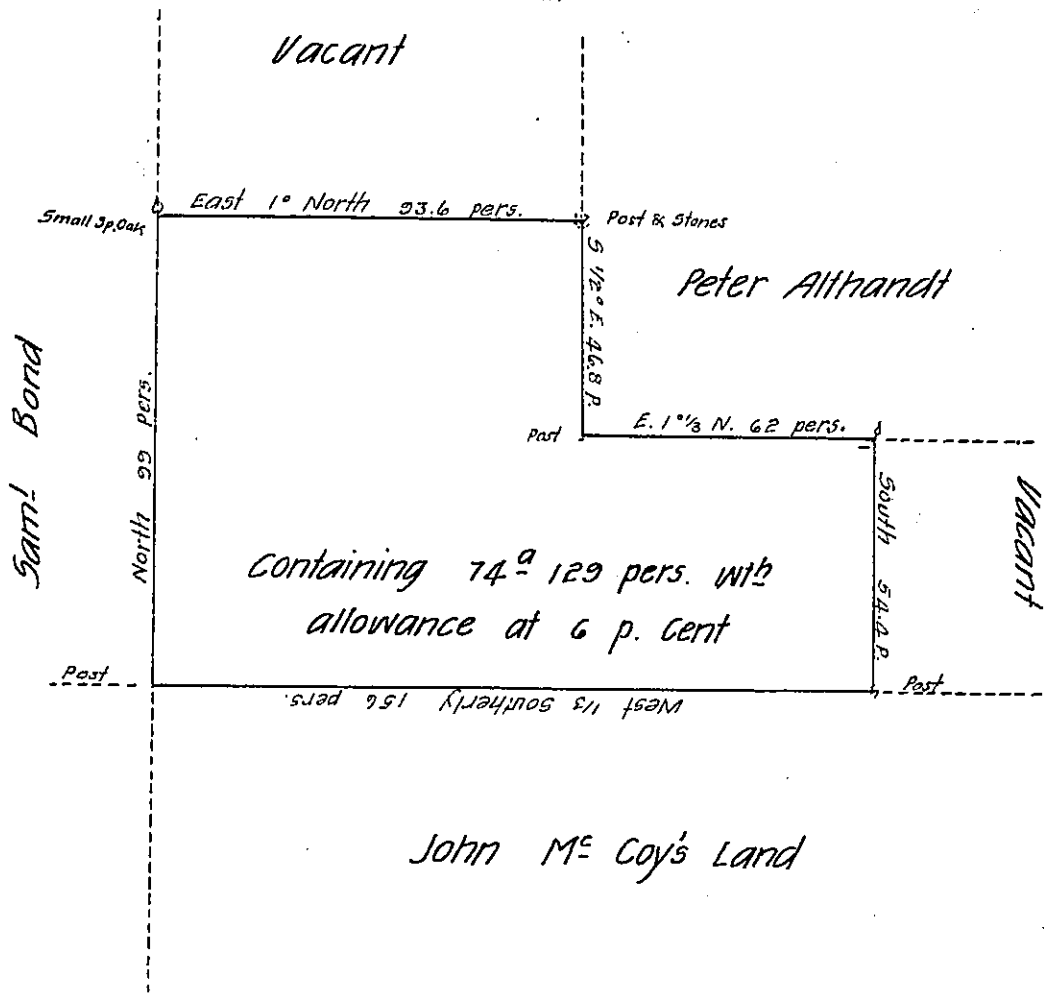 Vacant
East 1° North 93.6 pers.
Small Sp. Oak
Post & Stones
S 1/2° E. 46.8 P.
Peter Althandt
Sam! Bond
North 99 pers.
Post
E. 1°1/3 N. 62 pers.
South 54.4 P.
Vacant
Containing 74a 129 pers. wth
allowance at 6 p. Cent
Post
West 1/3 Southerly 156 pers.
Post
John Mc Coy's Land